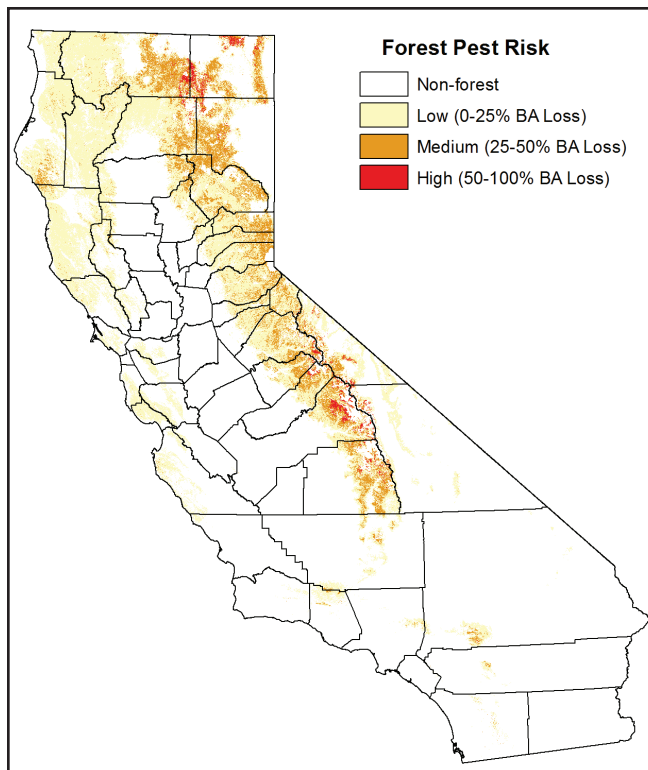 Forest Pest Risk
Non-forest
Low (0-25% BA Loss)
Medium (25-50% BA Loss)
High (50-100% BA Loss)